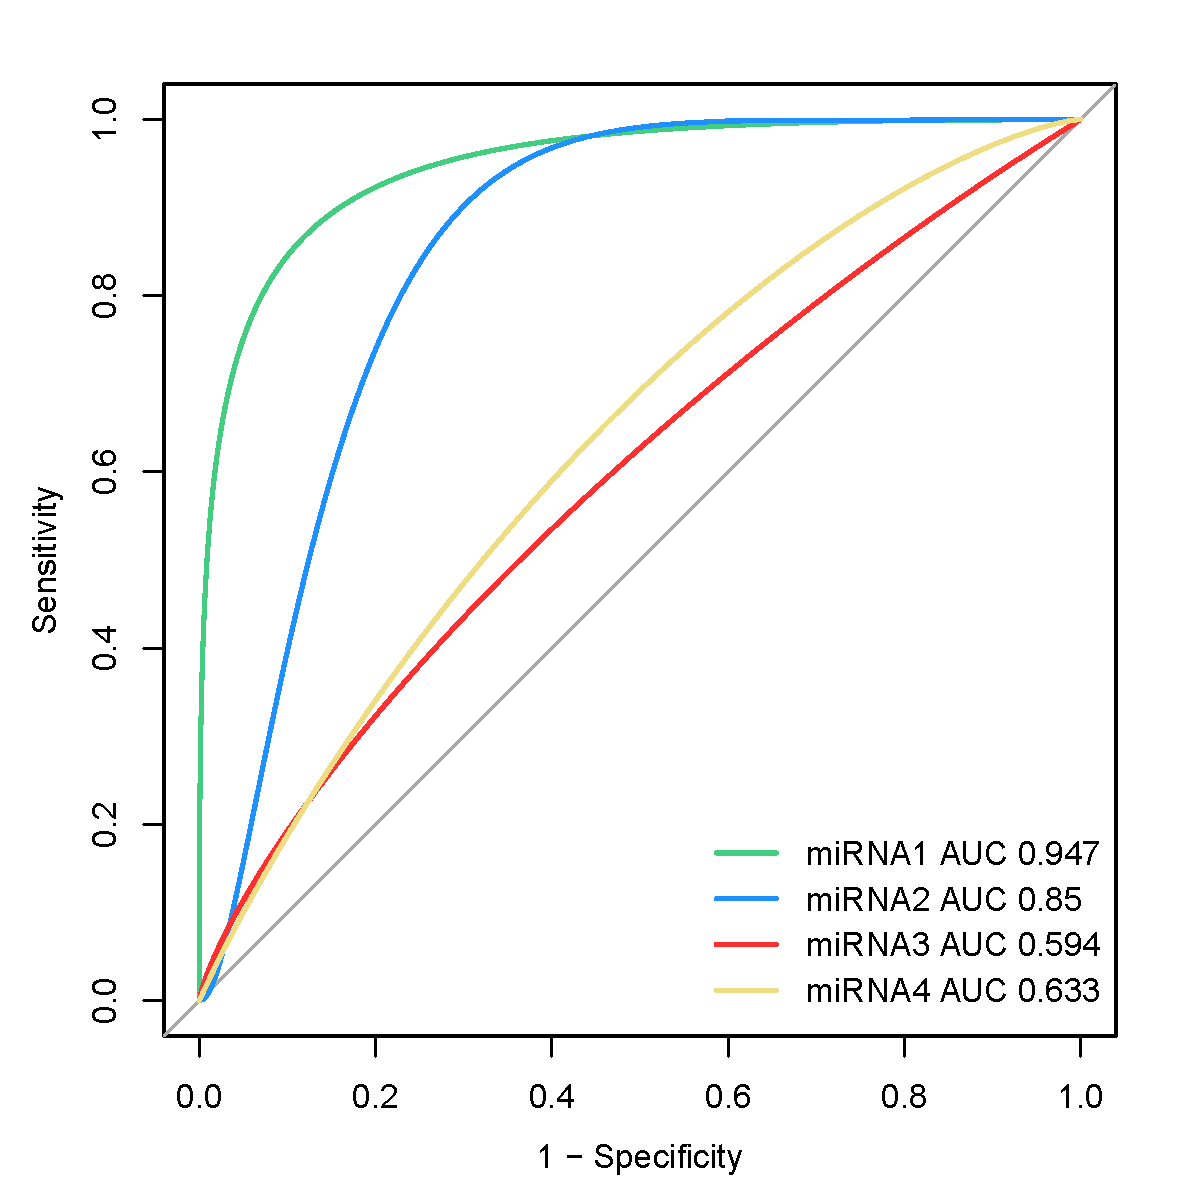 1.0
0.8
0.6
0.4
0.2
0.0
Sensitivity
miRNA1 AUC 0.947
miRNA2 AUC 0.85
miRNA3 AUC 0.594
miRNA4 AUC 0.633
0.0 0.2 0.4 0.6 0.8 1.0
1 − Specificity